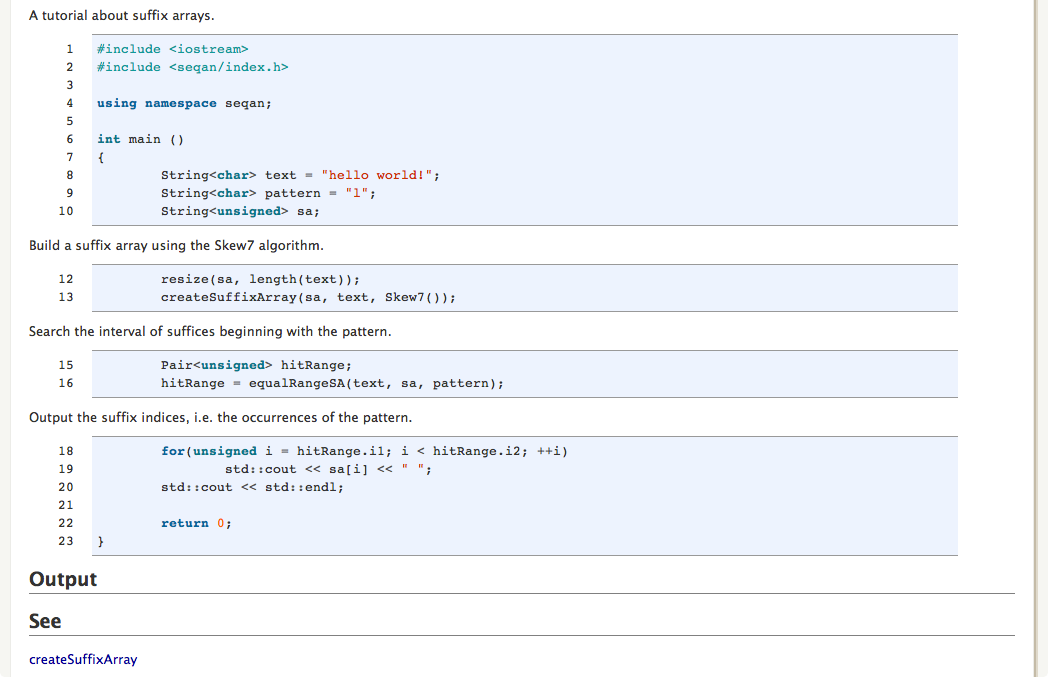 A tutorial about suffix arrays.
1 #include <iostream>
2 #include <seqan/index.h>
3
4 using namespace seqan;
5
6 int main ()
7 {
8 String<char> text = "hello world!";
9 String<char> pattern = "l";
10 String<unsigned> sa;
Build a suffix array using the Skew7 algorithm.
12 resize(sa, length(text));
13 createSuffixArray(sa, text, Skew7());
Search the interval of suffices beginning with the pattern.
15 Pair<unsigned> hitRange;
16 hitRange = equalRangeSA(text, sa, pattern);
Output the suffix indices, i.e. the occurrences of the pattern.
18 for(unsigned i = hitRange.i1; i < hitRange.i2; ++i)
19 std::cout << sa[i] << " ";
20 std::cout << std::endl;
21
22 return 0;
23 }
Output
See
createSuffixArray